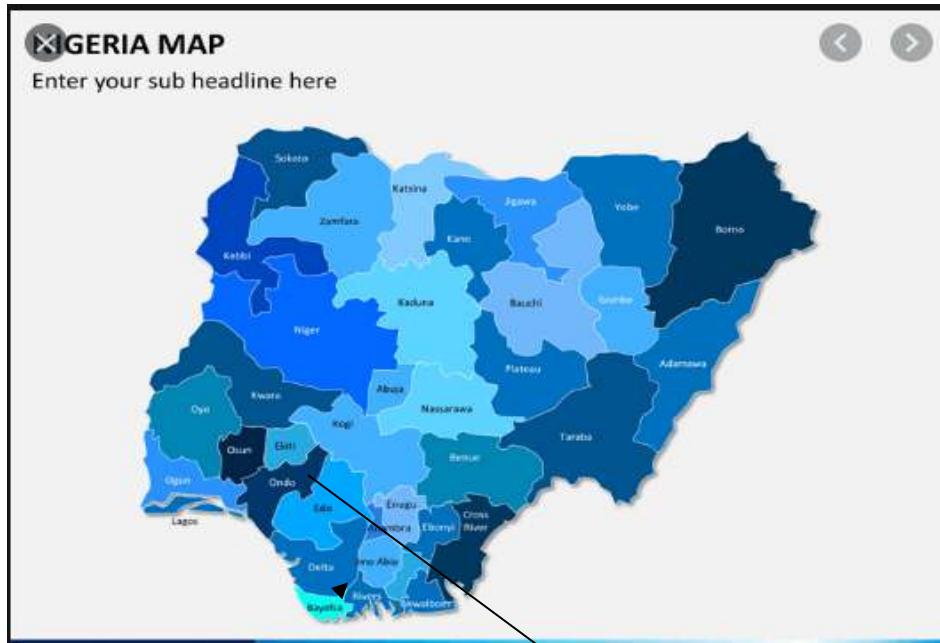 NIGERIA MAP
Enter your sub headline here
Sokoto
Katsina
Jigawa
Yobe
Borno
Zamfara
Kano
Kebbi
Kaduna
Bauchi
Gombe
Niger
Adamawa
Plateau
Abuja
Kwara
Nassarawa
Oyo
Kogi
Taraba
Osun
Ekiti
Benue
Ogun
Ondo
Edo
Enugu
Cross
River
Lagos
Anambra
Ebonyi
Delta
Imo Abia
Rivers
Bayelsa